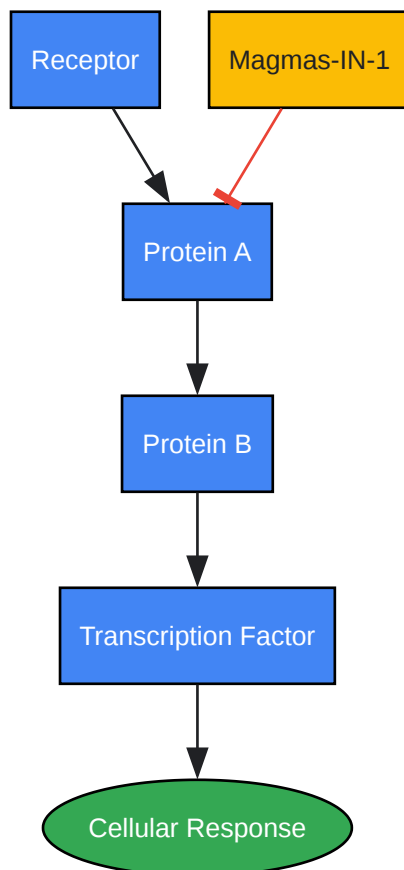 Receptor
Magmas-IN-1
Protein A
Protein B
Transcription Factor
Cellular Response